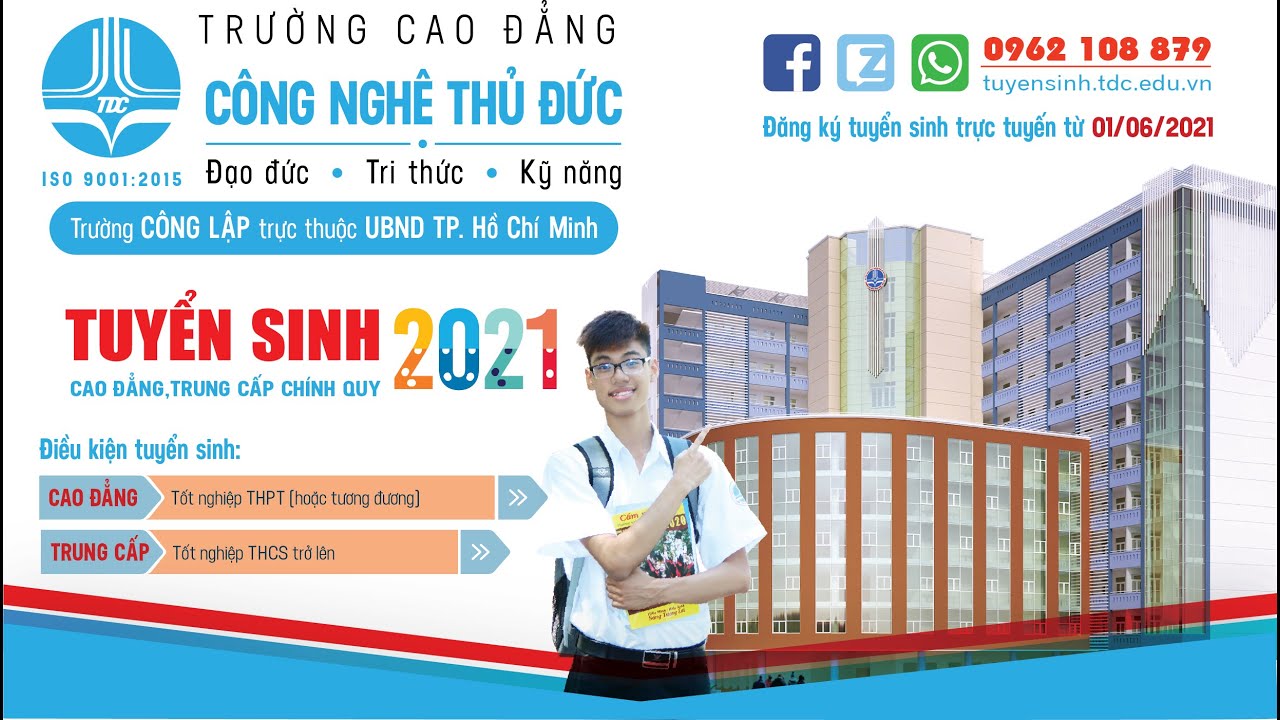 TRƯỜNG CAO ĐẲNG
CÔNG NGHỆ THỦ ĐỨC
Đạo đức • Tri thức • Kỹ năng
TDC
ISO 9001:2015
Trường CÔNG LẬP trực thuộc UBND TP. Hồ Chí Minh
0962 108 879
tuyensinh.tdc.edu.vn
Đăng ký tuyển sinh trực tuyến từ 01/06/2021
TUYỂN SINH 2021
CAO ĐẲNG,TRUNG CẤP CHÍNH QUY
Điều kiện tuyển sinh:
CAO ĐẲNG Tốt nghiệp THPT (hoặc tương đương)
TRUNG CẤP Tốt nghiệp THCS trở lên